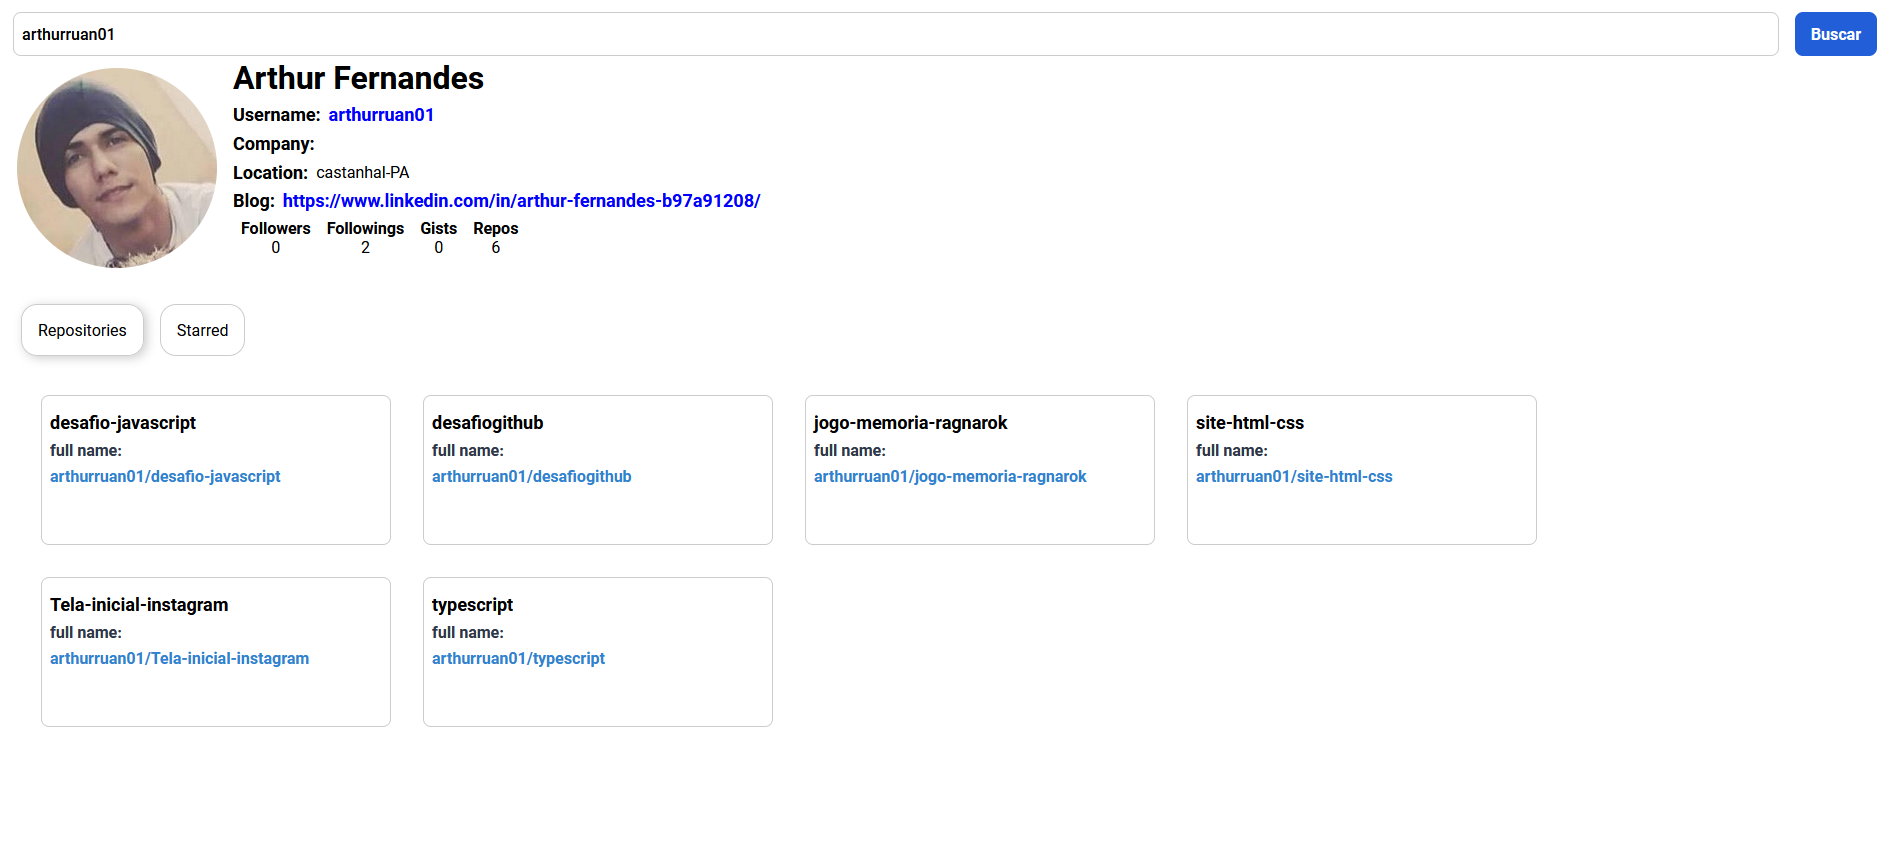 arthurruan01 Buscar
Arthur Fernandes
Username: arthurruan01
Company:
Location: castanhal-PA
Blog: https://www.linkedin.com/in/arthur-fernandes-b97a91208/
Followers Followings Gists Repos
0 2 0 6
Repositories Starred
desafio-javascript
full name:
arthurruan01/desafio-javascript
desafiogithub
full name:
arthurruan01/desafiogithub
jogo-memoria-ragnarok
full name:
arthurruan01/jogo-memoria-ragnarok
site-html-css
full name:
arthurruan01/site-html-css
Tela-inicial-instagram
full name:
arthurruan01/Tela-inicial-instagram
typescript
full name:
arthurruan01/typescript